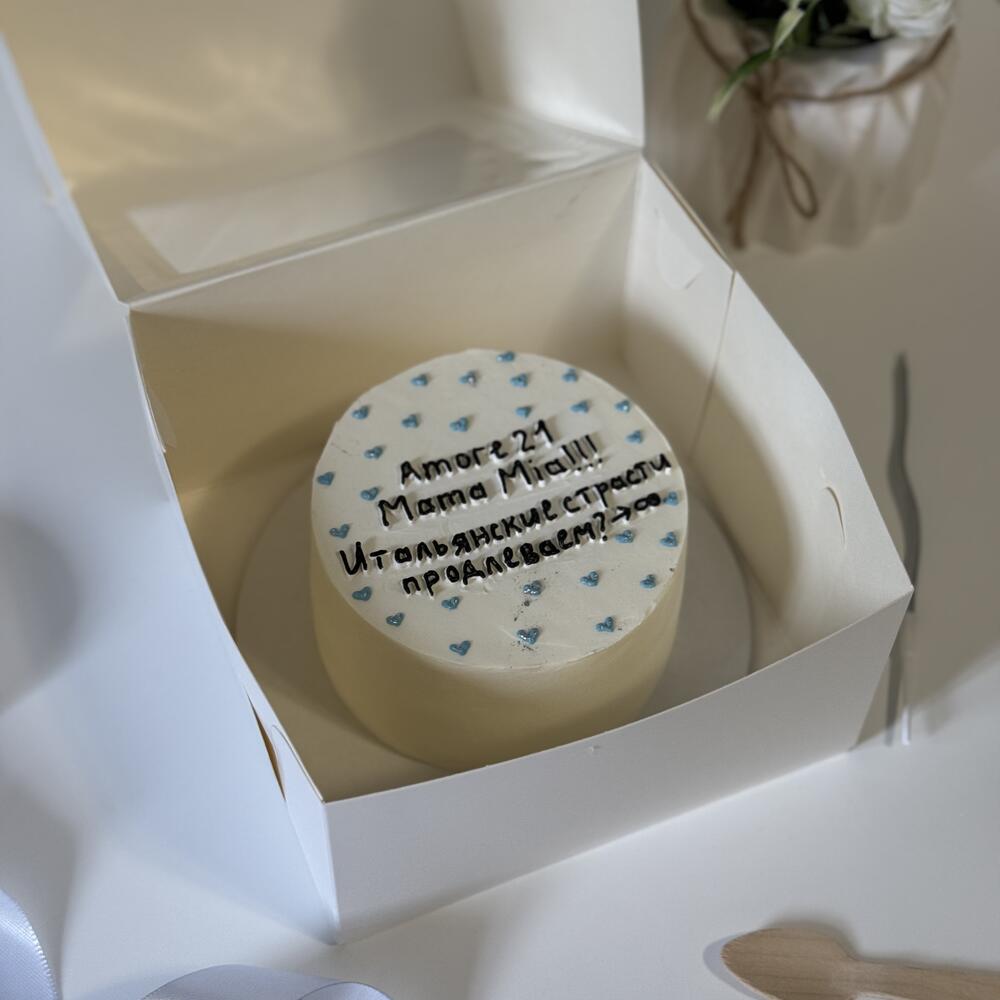 Amore 21
Mama Mia!!!
Итальянские страсти
продлеваем? → ∞